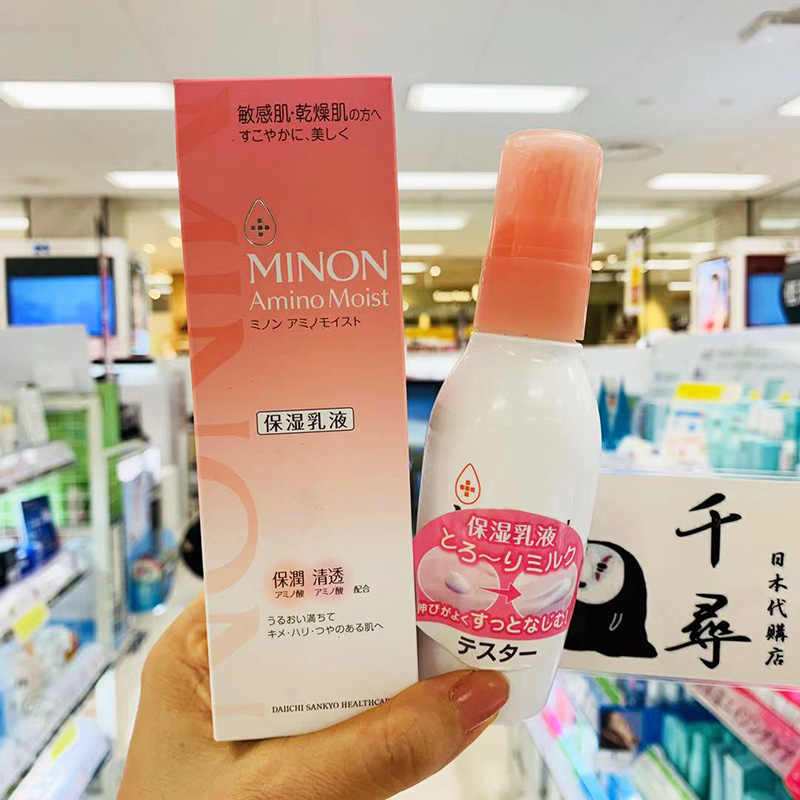 敏感肌・乾燥肌の方へ
すこやかに、美しく
MINON
MINON
Amino Moist
ミノン アミノモイスト
保湿乳液
保潤 清透
アミノ酸 アミノ酸 配合
うるおい満ちて
キメ・ハリ・つやのある肌へ
DAIICHI SANKYO HEALTHCAR
保湿乳液
とろ〜りミルク
伸びがよくすっとなじむ!
テスター
千尋
日本代購店